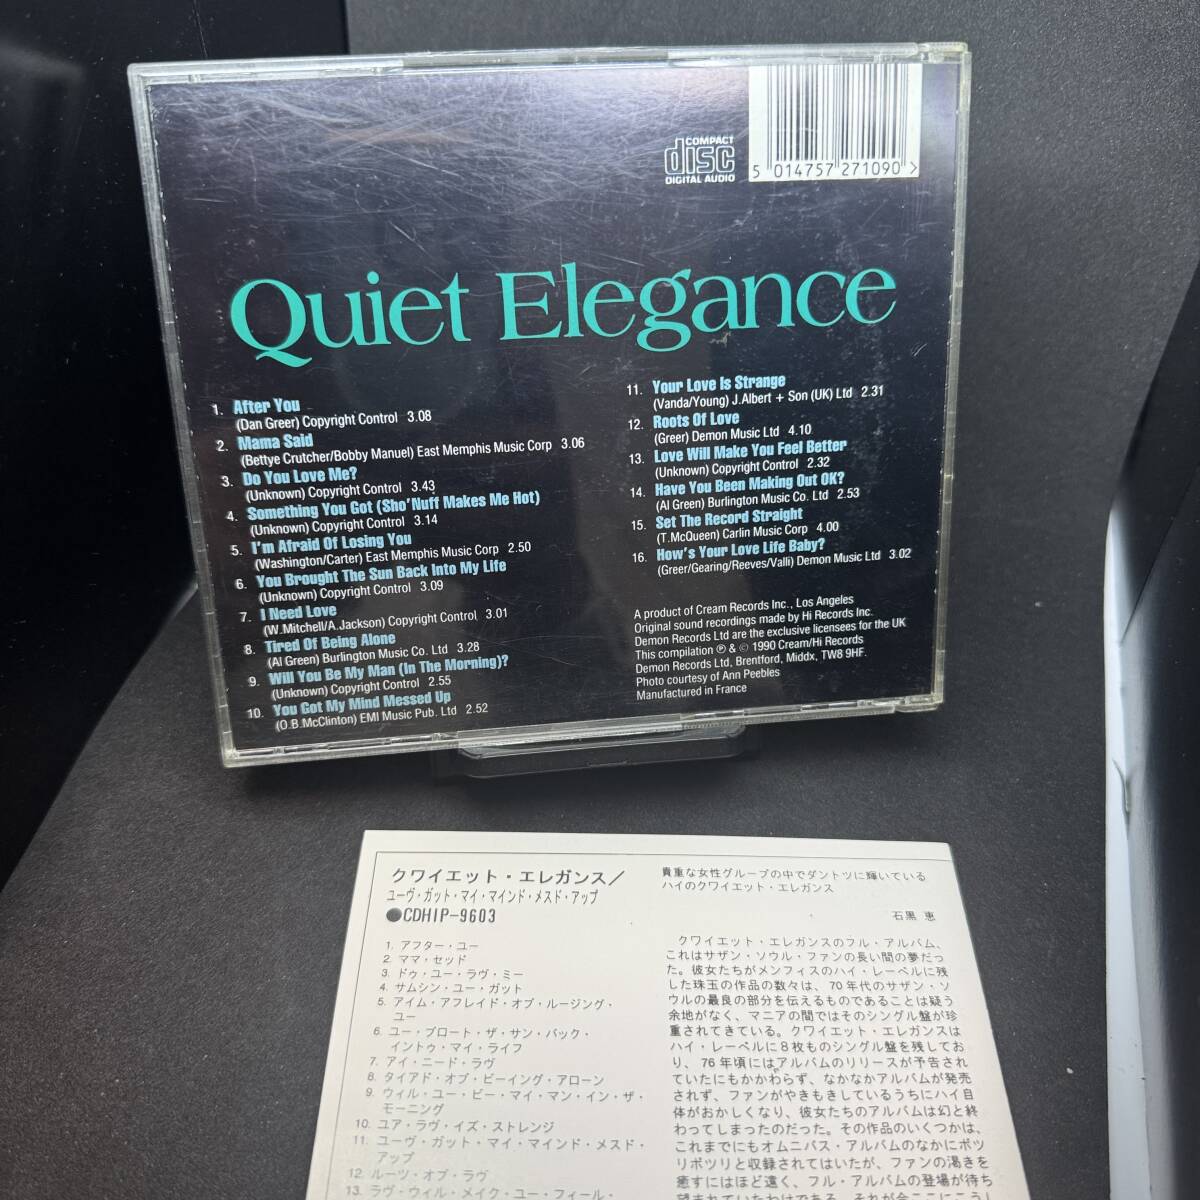 COMPACT
disc
DIGITAL AUDIO
5 014757 271090 >
Quiet Elegance
1. After You
(Dan Greer) Copyright Control 3.08
2. Mama Said
(Bettye Crutcher/Bobby Manuel) East Memphis Music Corp 3.06
3. Do You Love Me?
(Unknown) Copyright Control 3.43
4. Something You Got (Sho'Nuff Makes Me Hot)
(Unknown) Copyright Control 3.14
5. I'm Afraid Of Losing You
(Washington/Carter) East Memphis Music Corp 2.50
6. You Brought The Sun Back Into My Life
(Unknown) Copyright Control 3.09
7. I Need Love
(W.Mitchell/A.Jackson) Copyright Control 3.01
8. Tired Of Being Alone
(Al Green) Burlington Music Co. Ltd 3.28
9. Will You Be My Man (In The Morning)?
(Unknown) Copyright Control 2.55
10. You Got My Mind Messed Up
(O.B.McClinton) EMI Music Pub. Ltd 2.52
11. Your Love Is Strange
(Vanda/Young) J.Albert + Son (UK) Ltd 2.31
12. Roots Of Love
(Greer) Demon Music Ltd 4.10
13. Love Will Make You Feel Better
(Unknown) Copyright Control 2.32
14. Have You Been Making Out OK?
(Al Green) Burlington Music Co. Ltd 2.53
15. Set The Record Straight
(T.McQueen) Carlin Music Corp 4.00
16. How's Your Love Life Baby?
(Greer/Gearing/Reeves/Valli) Demon Music Ltd 3.02
A product of Cream Records Inc., Los Angeles
Original sound recordings made by Hi Records Inc.
Demon Records Ltd are the exclusive licensees for the UK
This compilation Ⓟ & © 1990 Cream/Hi Records
Demon Records Ltd, Brentford, Middx, TW8 9HF.
Photo courtesy of Ann Peebles
Manufactured in France
クワイエット・エレガンス／
ユーヴ・ガット・マイ・マインド・メスド・アップ
●CDHIP-9603
1. アフター・ユー
2. ママ・セッド
3. ドゥ・ユー・ラヴ・ミー
4. サムシン・ユー・ガット
5. アイム・アフレイド・オブ・ルージング・
ユー
6. ユー・ブロート・ザ・サン・バック・
イントゥ・マイ・ライフ
7. アイ・ニード・ラヴ
8. タイアド・オブ・ビーイング・アローン
9. ウィル・ユー・ビー・マイ・マン・イン・ザ・
モーニング
10. ユア・ラヴ・イズ・ストレンジ
11. ユーヴ・ガット・マイ・マインド・メスド・
アップ
12. ルーツ・オブ・ラヴ
13. ラヴ・ウィル・メイク・ユー・フィール・
貴重な女性グループの中でダントツに輝いている
ハイのクワイエット・エレガンス
石黒 恵
クワイエット・エレガンスのフル・アルバム、
これはサザン・ソウル・ファンの長い間の夢だっ
た。彼女たちがメンフィスのハイ・レーベルに残
した珠玉の作品の数々は、70年代のサザン・ソ
ウルの最良の部分を伝えるものであることは疑う
余地がなく、マニアの間ではそのシングル盤が珍
重されてきている。クワイエット・エレガンスは
ハイ・レーベルに8枚ものシングル盤を残してお
り、76年頃にはアルバムのリリースが予告され
ていたにもかかわらず、なかなかアルバムが発売
されず、ファンがやきもきしているうちにハイ自
体がおかしくなり、彼女たちのアルバムは幻と終
わってしまったのだった。その作品のいくつかは、
これまでにもオムニバス・アルバムのなかにポツ
リポツリと収録されてはいたが、ファンの渇きを
癒すにはほど遠く、フル・アルバムの登場が待ち
望まれていたわけである。それが今ここにこう